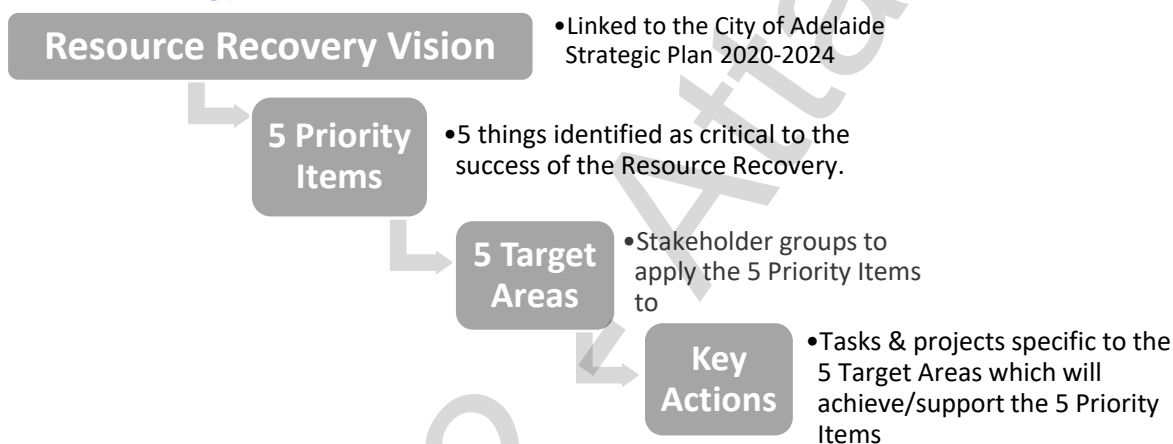 Resource Recovery Vision
•Linked to the City of Adelaide
Strategic Plan 2020-2024
5 Priority
Items
•5 things identified as critical to the
success of the Resource Recovery.
5 Target
Areas
•Stakeholder groups to
apply the 5 Priority Items
to
Key
Actions
•Tasks & projects specific to the
5 Target Areas which will
achieve/support the 5 Priority
Items